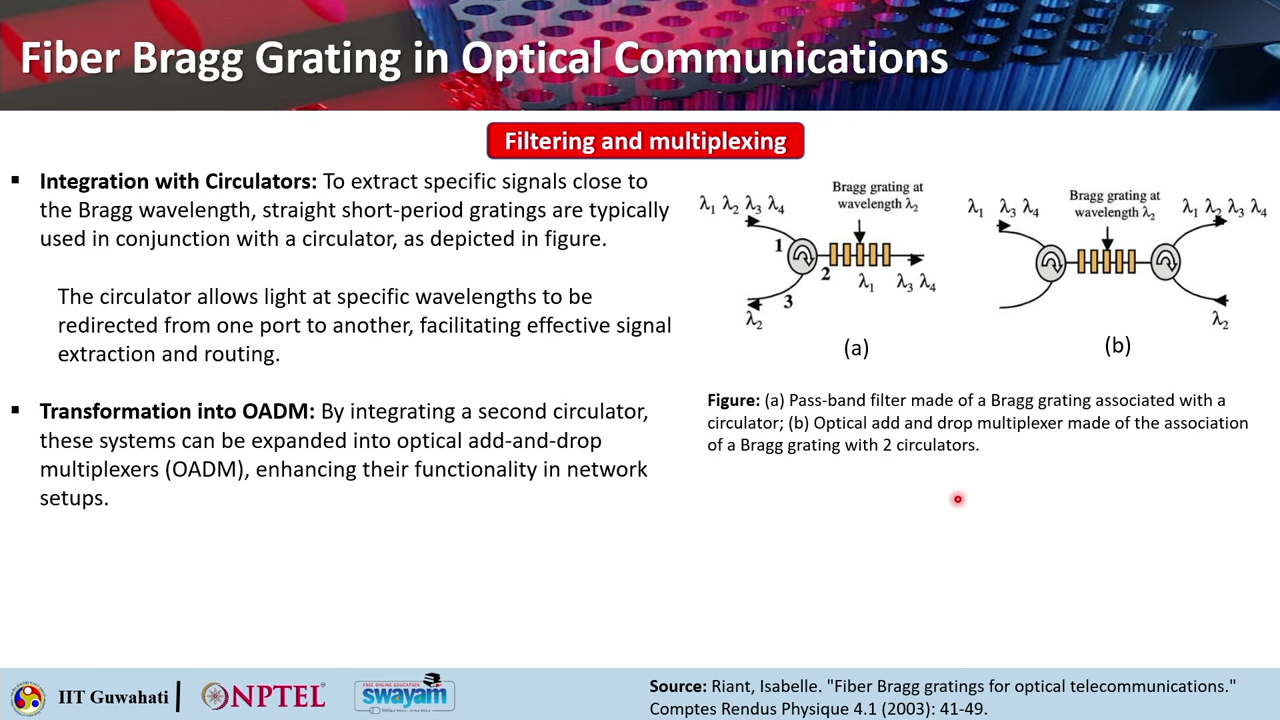 Fiber Bragg Grating in Optical Communications
Filtering and multiplexing
▪ Integration with Circulators: To extract specific signals close to
the Bragg wavelength, straight short-period gratings are typically
used in conjunction with a circulator, as depicted in figure.
The circulator allows light at specific wavelengths to be
redirected from one port to another, facilitating effective signal
extraction and routing.
▪ Transformation into OADM: By integrating a second circulator,
these systems can be expanded into optical add-and-drop
multiplexers (OADM), enhancing their functionality in network
setups.
Bragg grating at
wavelength λ₂
λ₁ λ₂ λ₃ λ₄
1
2
λ₁ λ₃ λ₄
3
λ₂
(a)
Bragg grating at
wavelength λ₂
λ₁ λ₃ λ₄
λ₁ λ₂ λ₃ λ₄
λ₂
(b)
Figure: (a) Pass-band filter made of a Bragg grating associated with a
circulator; (b) Optical add and drop multiplexer made of the association
of a Bragg grating with 2 circulators.
IIT Guwahati
NPTEL
FREE ONLINE EDUCATION
swayam
Source: Riant, Isabelle. "Fiber Bragg gratings for optical telecommunications."
Comptes Rendus Physique 4.1 (2003): 41-49.